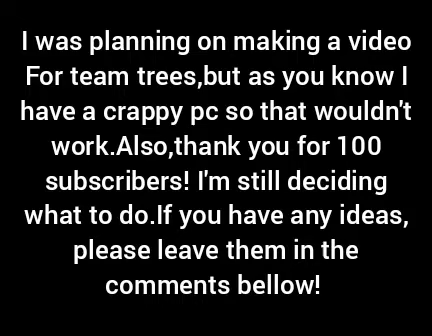 I was planning on making a video
For team trees,but as you know I
have a crappy pc so that wouldn't
work.Also,thank you for 100
subscribers! I'm still deciding
what to do.If you have any ideas,
please leave them in the
comments bellow!